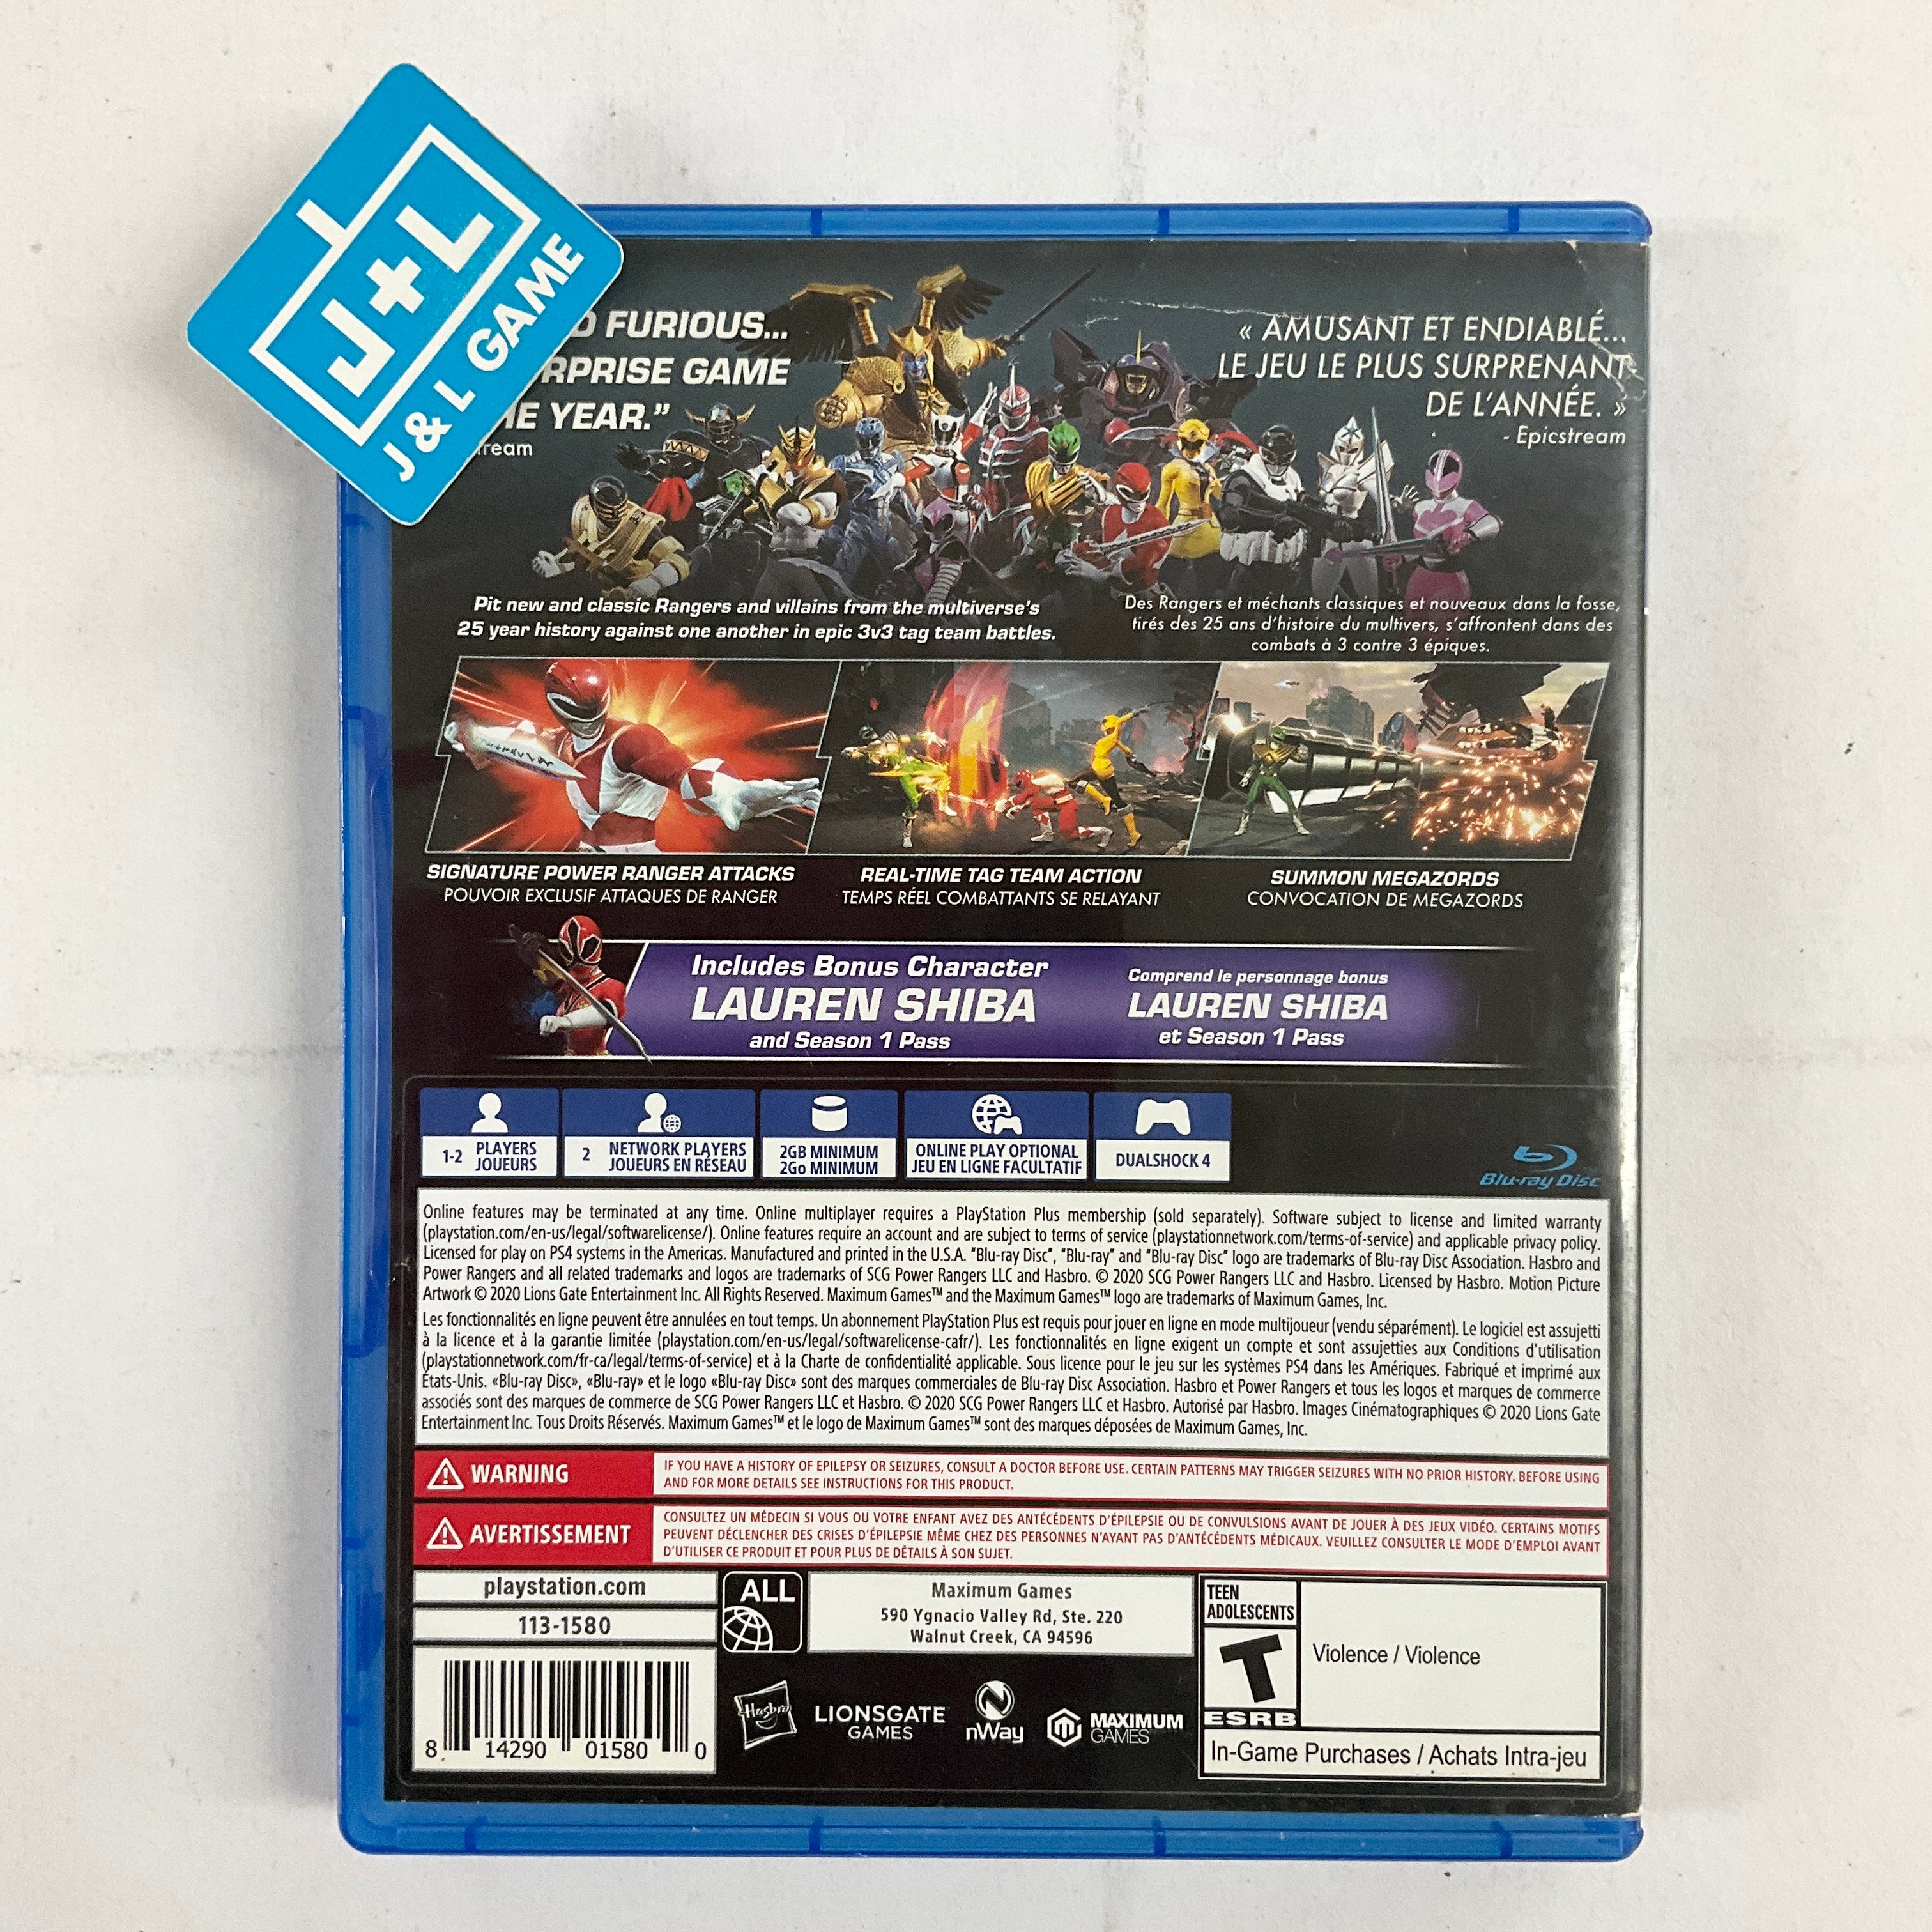 J+L
J & L GAME
FURIOUS...
GAME
YEAR.”
« AMUSANT ET ENDIABLÉ...
LE JEU LE PLUS SURPRENANT
DE L'ANNÉE. »
- Epicstream
Pit new and classic Rangers and villains from the multiverse's
25 year history against one another in epic 3v3 tag team battles.
Des Rangers et méchants classiques et nouveaux dans la fosse,
tirés des 25 ans d'histoire du multivers, s'affrontent dans des
combats à 3 contre 3 épiques.
SIGNATURE POWER RANGER ATTACKS
POUVOIR EXCLUSIF ATTAQUES DE RANGER
REAL-TIME TAG TEAM ACTION
TEMPS RÉEL COMBATTANTS SE RELAYANT
SUMMON MEGAZORDS
CONVOCATION DE MEGAZORDS
Includes Bonus Character
LAUREN SHIBA
and Season 1 Pass
Comprend le personnage bonus
LAUREN SHIBA
et Season 1 Pass
1-2 PLAYERS
JOUEURS
2 NETWORK PLAYERS
JOUEURS EN RÉSEAU
2GB MINIMUM
2Go MINIMUM
ONLINE PLAY OPTIONAL
JEU EN LIGNE FACULTATIF
DUALSHOCK 4
Blu-ray Disc
Online features may be terminated at any time. Online multiplayer requires a PlayStation Plus membership (sold separately). Software subject to license and limited warranty
(playstation.com/en-us/legal/softwarelicense/). Online features require an account and are subject to terms of service (playstationnetwork.com/terms-of-service) and applicable privacy policy.
Licensed for play on PS4 systems in the Americas. Manufactured and printed in the U.S.A. "Blu-ray Disc", "Blu-ray" and "Blu-ray Disc" logo are trademarks of Blu-ray Disc Association. Hasbro and
Power Rangers and all related trademarks and logos are trademarks of SCG Power Rangers LLC and Hasbro. © 2020 SCG Power Rangers LLC and Hasbro. Licensed by Hasbro. Motion Picture
Artwork © 2020 Lions Gate Entertainment Inc. All Rights Reserved. Maximum Games™ and the Maximum Games™ logo are trademarks of Maximum Games, Inc.
Les fonctionnalités en ligne peuvent être annulées en tout temps. Un abonnement PlayStation Plus est requis pour jouer en ligne en mode multijoueur (vendu séparément). Le logiciel est assujetti
à la licence et à la garantie limitée (playstation.com/en-us/legal/softwarelicense-cafr/). Les fonctionnalités en ligne exigent un compte et sont assujetties aux Conditions d'utilisation
(playstationnetwork.com/fr-ca/legal/terms-of-service) et à la Charte de confidentialité applicable. Sous licence pour le jeu sur les systèmes PS4 dans les Amériques. Fabriqué et imprimé aux
États-Unis. «Blu-ray Disc», «Blu-ray» et le logo «Blu-ray Disc» sont des marques commerciales de Blu-ray Disc Association. Hasbro et Power Rangers et tous les logos et marques de commerce
associés sont des marques de commerce de SCG Power Rangers LLC et Hasbro. © 2020 SCG Power Rangers LLC et Hasbro. Autorisé par Hasbro. Images Cinématographiques © 2020 Lions Gate
Entertainment Inc. Tous Droits Réservés. Maximum Games™ et le logo de Maximum Games™ sont des marques déposées de Maximum Games, Inc.
WARNING
IF YOU HAVE A HISTORY OF EPILEPSY OR SEIZURES, CONSULT A DOCTOR BEFORE USE. CERTAIN PATTERNS MAY TRIGGER SEIZURES WITH NO PRIOR HISTORY. BEFORE USING
AND FOR MORE DETAILS SEE INSTRUCTIONS FOR THIS PRODUCT.
AVERTISSEMENT
CONSULTEZ UN MÉDECIN SI VOUS OU VOTRE ENFANT AVEZ DES ANTÉCÉDENTS D'ÉPILEPSIE OU DE CONVULSIONS AVANT DE JOUER À DES JEUX VIDÉO. CERTAINS MOTIFS
PEUVENT DÉCLENCHER DES CRISES D'ÉPILEPSIE MÊME CHEZ DES PERSONNES N'AYANT PAS D'ANTÉCÉDENTS MÉDICAUX. VEUILLEZ CONSULTER LE MODE D'EMPLOI AVANT
D'UTILISER CE PRODUIT ET POUR PLUS DE DÉTAILS À SON SUJET.
playstation.com
113-1580
8 14290 01580 0
ALL
Maximum Games
590 Ygnacio Valley Rd, Ste. 220
Walnut Creek, CA 94596
Hasbro
LIONSGATE
GAMES
nWay
MAXIMUM
GAMES
TEEN
ADOLESCENTS
T
ESRB
Violence / Violence
In-Game Purchases / Achats Intra-jeu